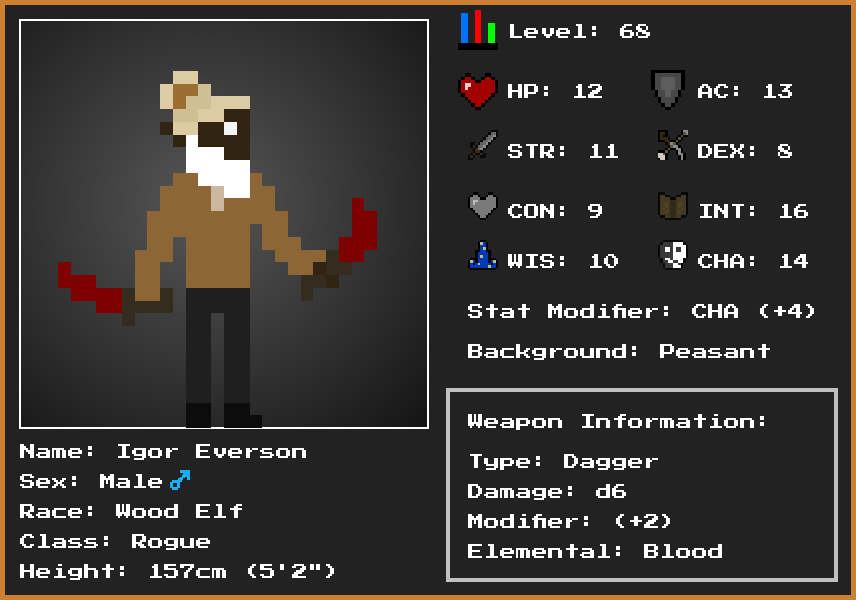 Level: 68
HP: 12 AC: 13
STR: 11 DEX: 8
CON: 9 INT: 16
WIS: 10 CHA: 14
Stat Modifier: CHA (+4)
Background: Peasant
Weapon Information:
Type: Dagger
Damage: d6
Modifier: (+2)
Elemental: Blood
Name: Igor Everson
Sex: Male ♂
Race: Wood Elf
Class: Rogue
Height: 157cm (5'2")